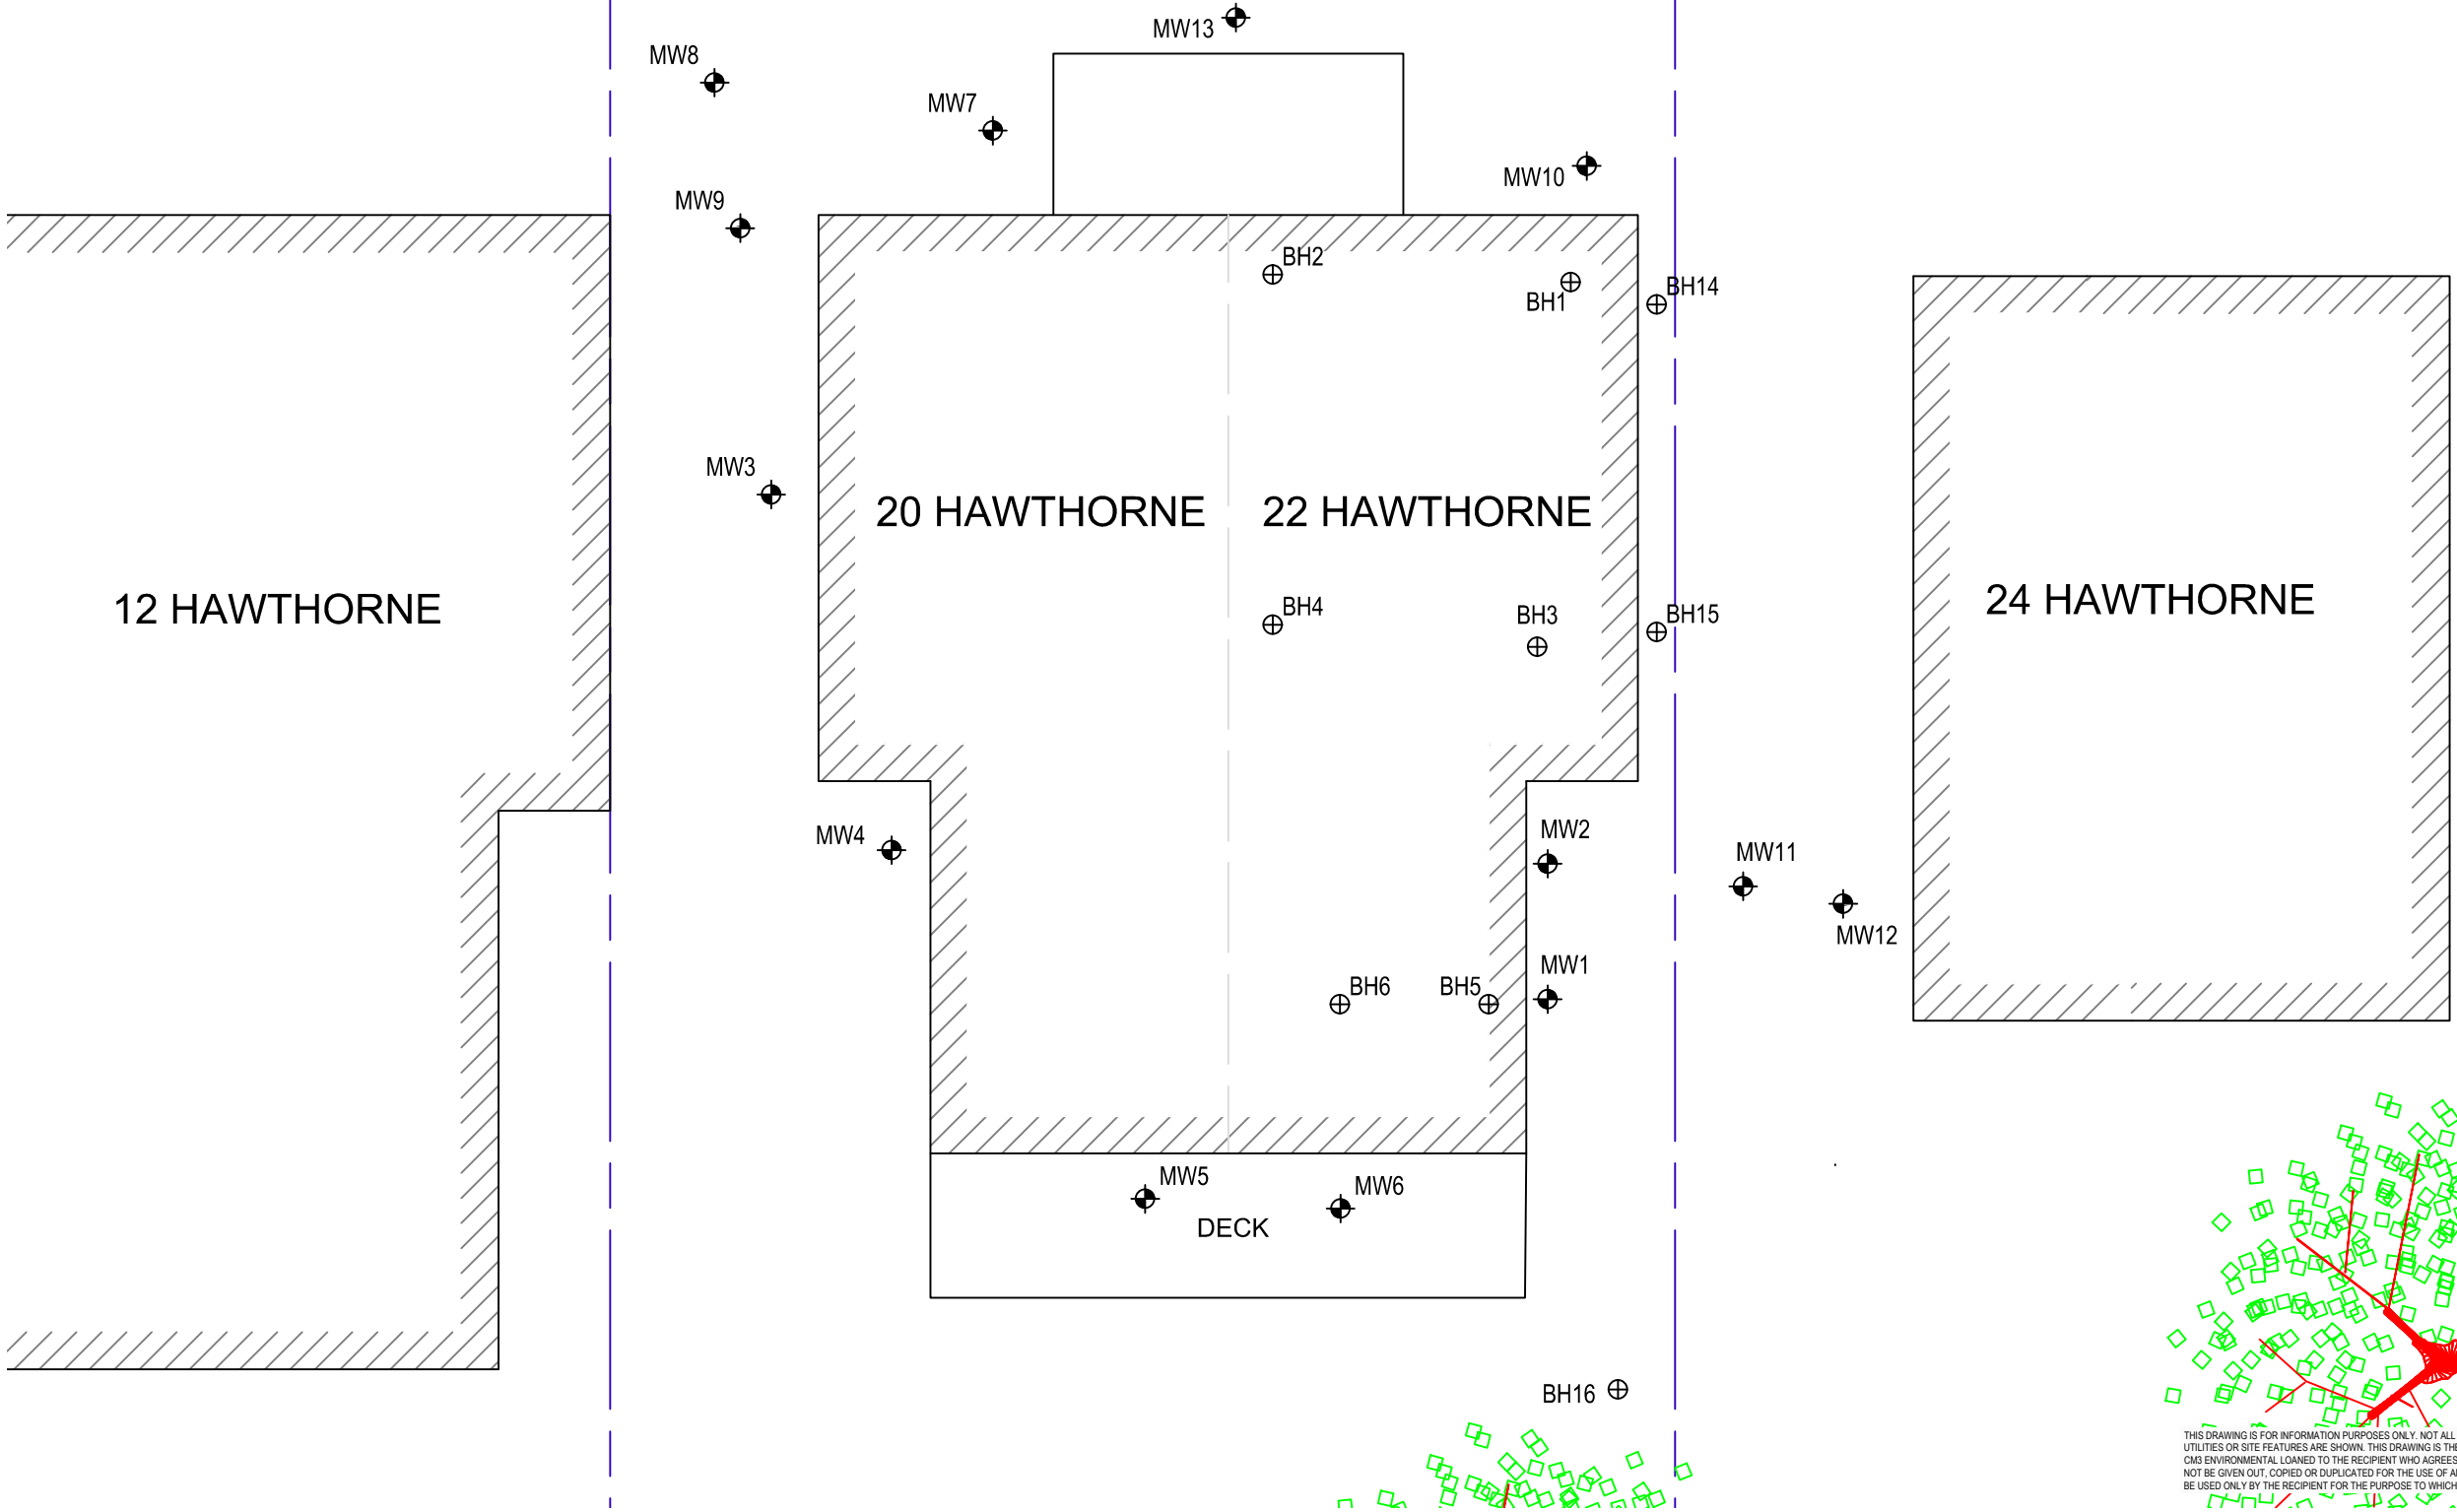 MW13
MW8
MW7
MW10
MW9
BH2
BH1
BH14
MW3
20 HAWTHORNE
22 HAWTHORNE
12 HAWTHORNE
24 HAWTHORNE
BH4
BH3
BH15
MW4
MW2
MW11
MW12
MW1
BH6
BH5
MW5
MW6
DECK
BH16
THIS DRAWING IS FOR INFORMATION PURPOSES ONLY. NOT ALL
UTILITIES OR SITE FEATURES ARE SHOWN. THIS DRAWING IS THE
CM3 ENVIRONMENTAL LOANED TO THE RECIPIENT WHO AGREES
NOT BE GIVEN OUT, COPIED OR DUPLICATED FOR THE USE OF
BE USED ONLY BY THE RECIPIENT FOR THE PURPOSE TO WHICH